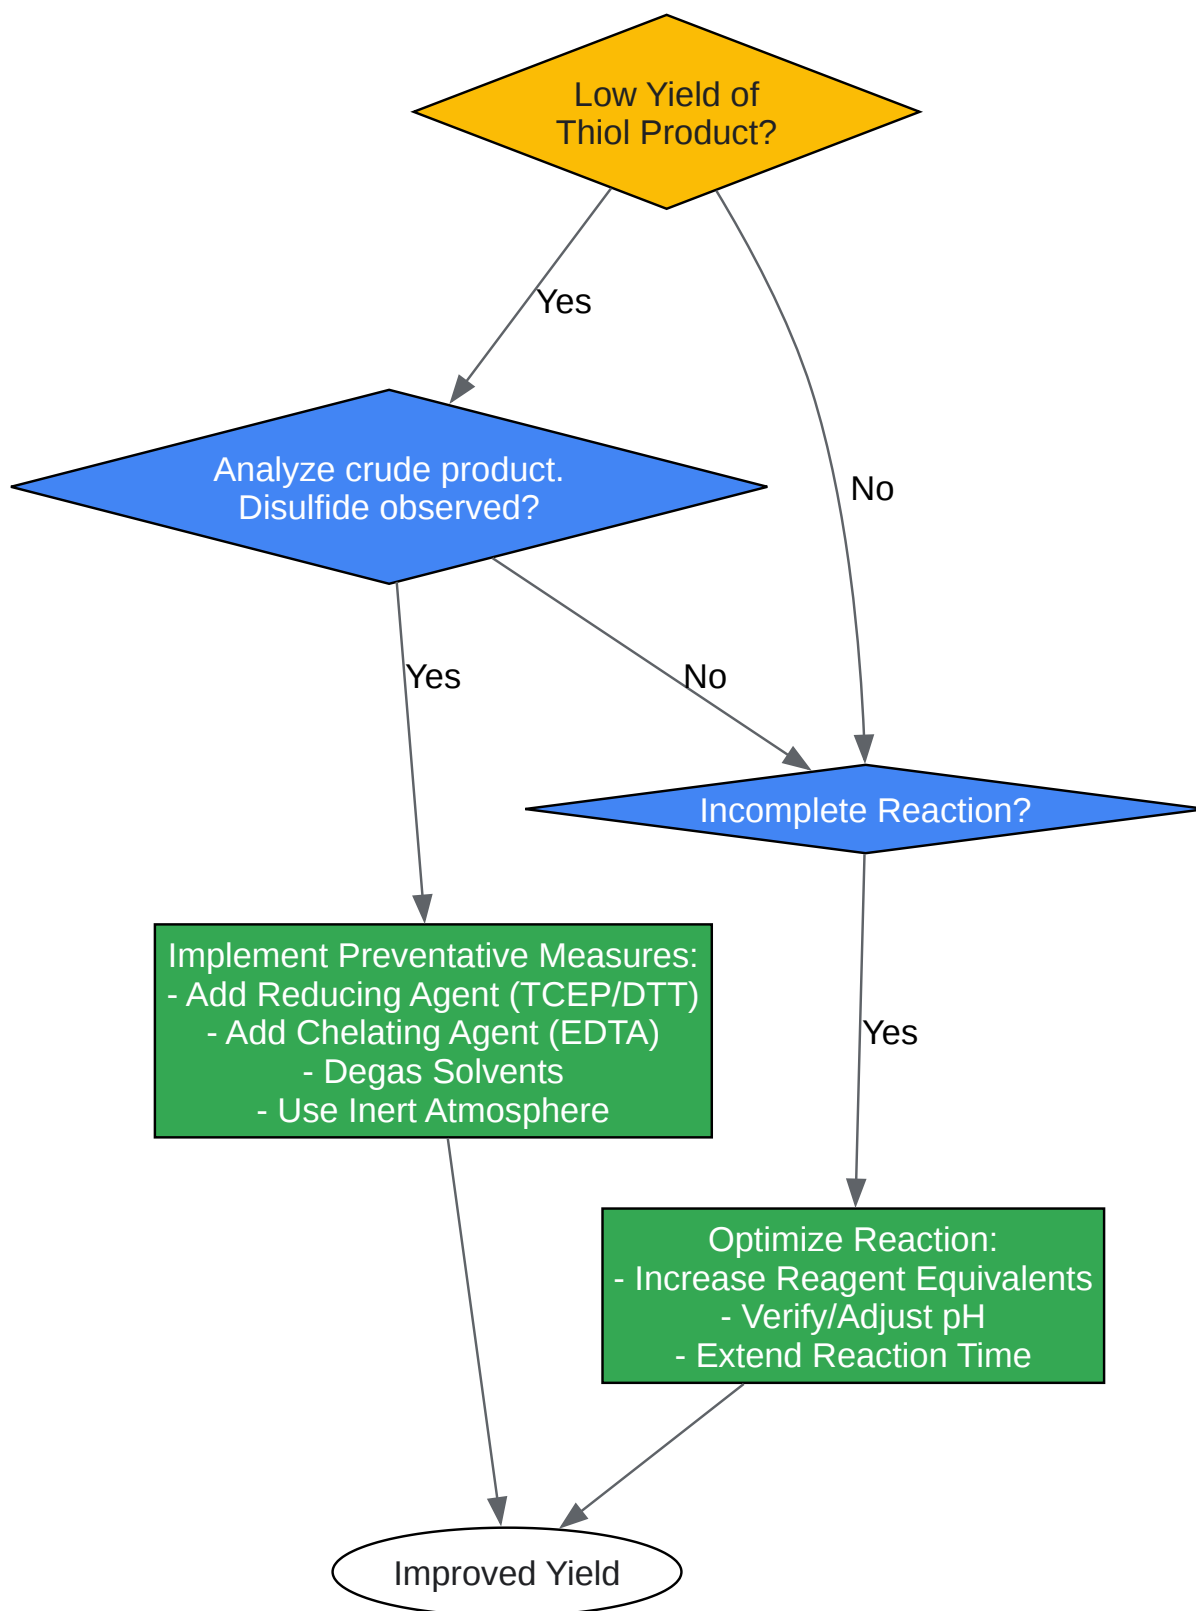 Low Yield of
Thiol Product?
Yes
No
Analyze crude product.
Disulfide observed?
Yes
No
Incomplete Reaction?
Implement Preventative Measures:
- Add Reducing Agent (TCEP/DTT)
- Add Chelating Agent (EDTA)
- Degas Solvents
- Use Inert Atmosphere
Yes
Optimize Reaction:
- Increase Reagent Equivalents
- Verify/Adjust pH
- Extend Reaction Time
Improved Yield